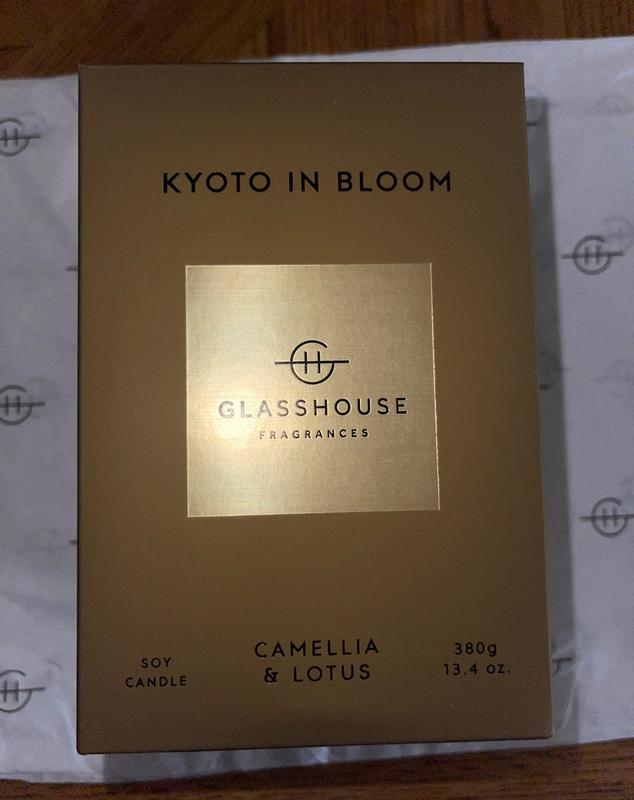 KYOTO IN BLOOM
GLASSHOUSE
FRAGRANCES
SOY
CANDLE
CAMELLIA
& LOTUS
380g
13.4 oz.